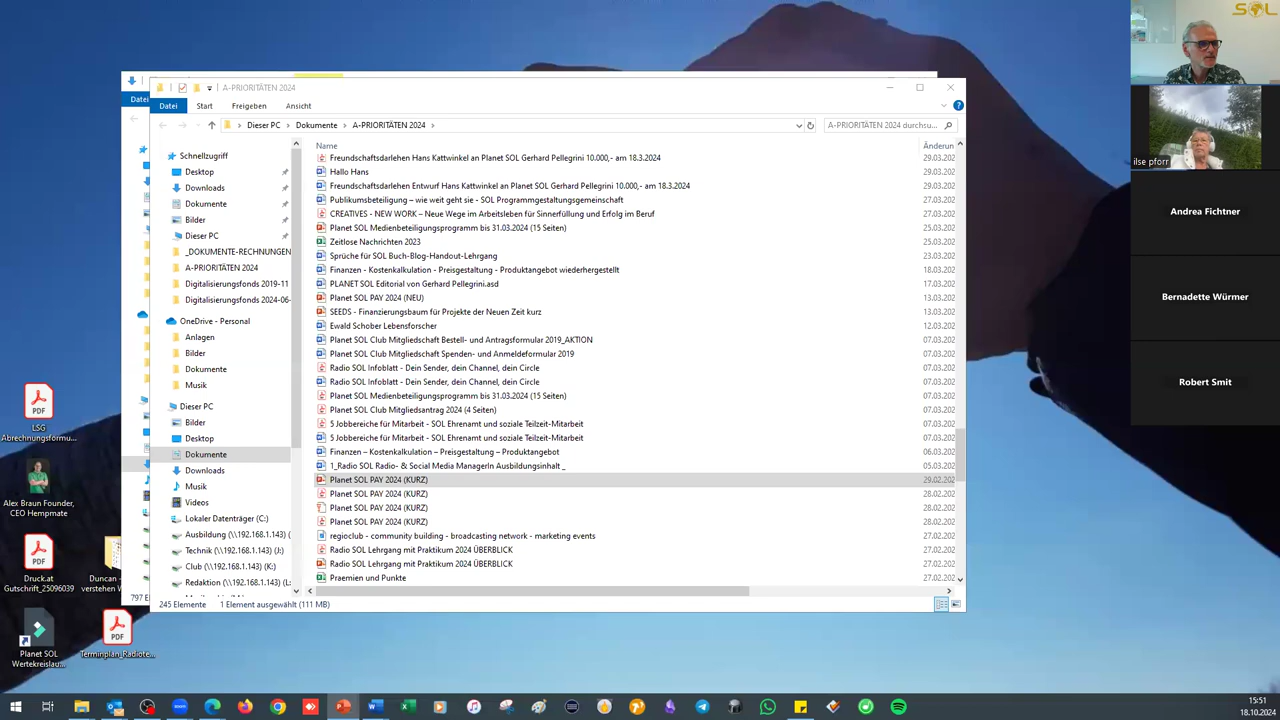 SOL
ilse pforr
Andrea Fichtner
Bernadette Würmer
Robert Smit
A-PRIORITÄTEN 2024
Datei
Datei Start Freigeben Ansicht
Dieser PC > Dokumente > A-PRIORITÄTEN 2024 >
A-PRIORITÄTEN 2024 durchsu...
Schnellzugriff
Desktop
Downloads
Dokumente
Bilder
Dieser PC
_DOKUMENTE-RECHNUNGEN
A-PRIORITÄTEN 2024
Digitalisierungsfonds 2019-11
Digitalisierungsfonds 2024-06-
OneDrive - Personal
Anlagen
Bilder
Dokumente
Musik
Dieser PC
Bilder
Desktop
Dokumente
Downloads
Musik
Videos
Lokaler Datenträger (C:)
Ausbildung (\\192.168.1.143) (
Technik (\\192.168.1.143) (J:)
Club (\\192.168.1.143) (K:)
Redaktion (\\192.168.1.143) (L:
Name Änderun
Freundschaftsdarlehen Hans Kattwinkel an Planet SOL Gerhard Pellegrini 10.000,- am 18.3.2024 29.03.202
Hallo Hans 29.03.202
Freundschaftsdarlehen Entwurf Hans Kattwinkel an Planet SOL Gerhard Pellegrini 10.000,- am 18.3.2024 29.03.202
Publikumsbeteiligung – wie weit geht sie - SOL Programmgestaltungsgemeinschaft 27.03.202
CREATIVES - NEW WORK – Neue Wege im Arbeitsleben für Sinnerfüllung und Erfolg im Beruf 27.03.202
Planet SOL Medienbeteiligungsprogramm bis 31.03.2024 (15 Seiten) 27.03.202
Zeitlose Nachrichten 2023 25.03.202
Sprüche für SOL Buch-Blog-Handout-Lehrgang 23.03.202
Finanzen - Kostenkalkulation - Preisgestaltung - Produktangebot wiederhergestellt 18.03.202
PLANET SOL Editorial von Gerhard Pellegrini.asd 17.03.202
Planet SOL PAY 2024 (NEU) 13.03.202
SEEDS - Finanzierungsbaum für Projekte der Neuen Zeit kurz 13.03.202
Ewald Schober Lebensforscher 12.03.202
Planet SOL Club Mitgliedschaft Bestell- und Antragsformular 2019_AKTION 07.03.202
Planet SOL Club Mitgliedschaft Spenden- und Anmeldeformular 2019 07.03.202
Radio SOL Infoblatt - Dein Sender, dein Channel, dein Circle 07.03.202
Radio SOL Infoblatt - Dein Sender, dein Channel, dein Circle 07.03.202
Planet SOL Medienbeteiligungsprogramm bis 31.03.2024 (15 Seiten) 07.03.202
Planet SOL Club Mitgliedsantrag 2024 (4 Seiten) 07.03.202
5 Jobbereiche für Mitarbeit - SOL Ehrenamt und soziale Teilzeit-Mitarbeit 07.03.202
5 Jobbereiche für Mitarbeit - SOL Ehrenamt und soziale Teilzeit-Mitarbeit 07.03.202
Finanzen – Kostenkalkulation – Preisgestaltung – Produktangebot 06.03.202
1_Radio SOL Radio- & Social Media ManagerIn Ausbildungsinhalt _ 05.03.202
Planet SOL PAY 2024 (KURZ) 29.02.202
Planet SOL PAY 2024 (KURZ) 28.02.202
Planet SOL PAY 2024 (KURZ) 28.02.202
Planet SOL PAY 2024 (KURZ) 28.02.202
regioclub - community building - broadcasting network - marketing events 27.02.202
Radio SOL Lehrgang mit Praktikum 2024 ÜBERBLICK 27.02.202
Radio SOL Lehrgang mit Praktikum 2024 ÜBERBLICK 27.02.202
Praemien und Punkte 27.02.202
797 E
245 Elemente 1 Element ausgewählt (111 MB)
PDF
LSG
Abrechnungsformu...
Alex Braun Founder,
CEO Hempmate
PDF
Druck.at
Gutschrift_25096039
Duncan -
verstehen W
Planet SOL
Wertekreislau...
PDF
Terminplan_Radiote...
15:51
18.10.2024